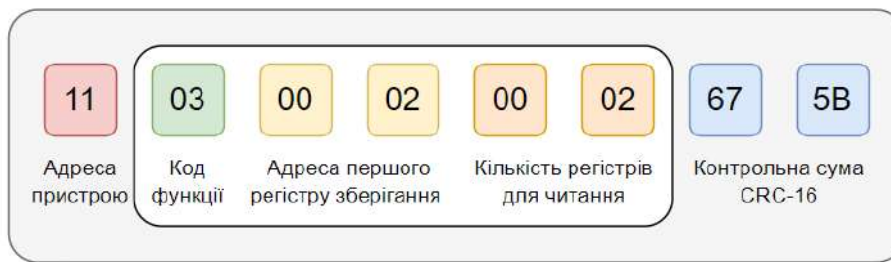 11 03 00 02 00 02 67 5B
Адреса Код Адреса першого Кількість регістрів Контрольна сума
пристрою функції регістру зберігання для читання CRC-16